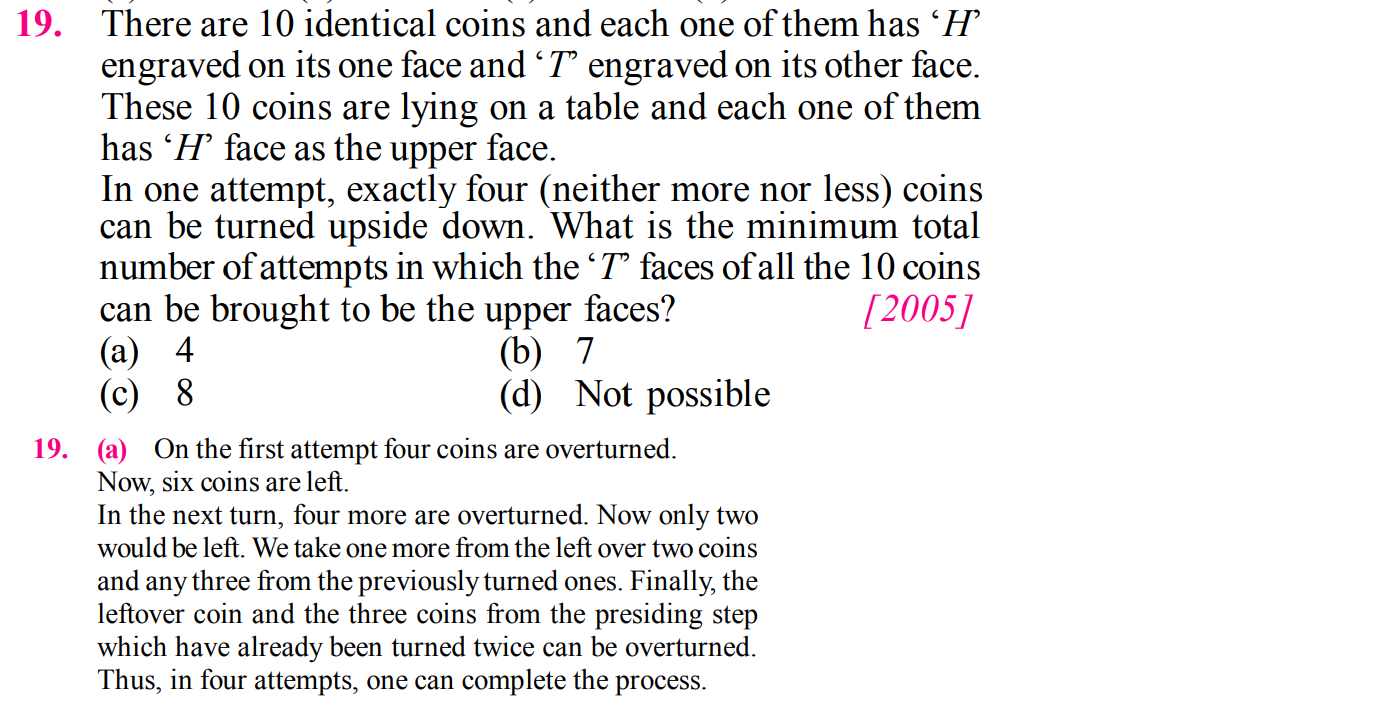 19. There are 10 identical coins and each one of them has ‘H’
engraved on its one face and ‘T’ engraved on its other face.
These 10 coins are lying on a table and each one of them
has ‘H’ face as the upper face.
In one attempt, exactly four (neither more nor less) coins
can be turned upside down. What is the minimum total
number of attempts in which the ‘T’ faces of all the 10 coins
can be brought to be the upper faces? [2005]
(a) 4 (b) 7
(c) 8 (d) Not possible
19. (a) On the first attempt four coins are overturned.
Now, six coins are left.
In the next turn, four more are overturned. Now only two
would be left. We take one more from the left over two coins
and any three from the previously turned ones. Finally, the
leftover coin and the three coins from the presiding step
which have already been turned twice can be overturned.
Thus, in four attempts, one can complete the process.